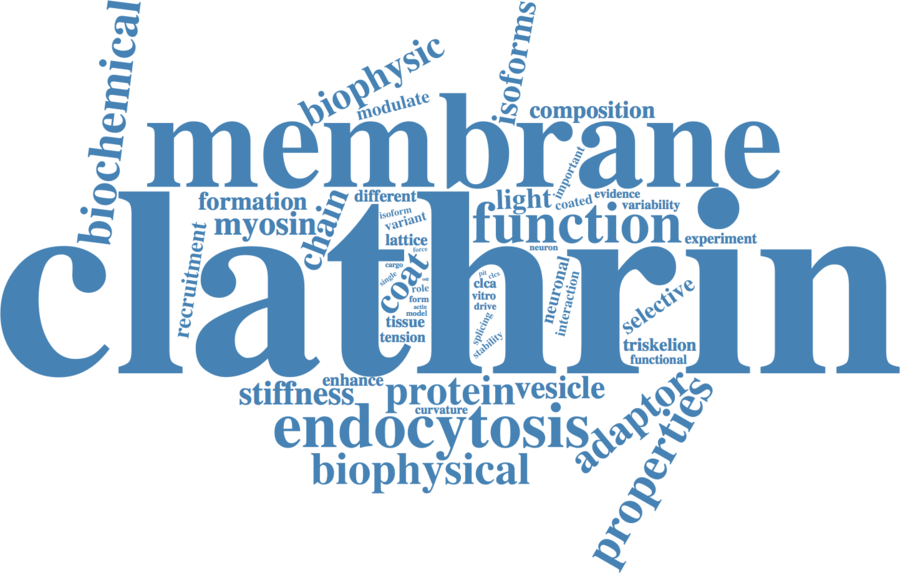 biochemical
biophysic
modulate
isoforms
composition
membrane
important
formation
different
light
coated
evidence
variability
myosin
chain
isoform
variant
function
experiment
recruitment
lattice
force
neuron
clathrin
cargo
single
coat
role
form
actin
model
tissue
tension
pit
clcs
clca
vitro
drive
splicing
stability
neuronal
interaction
selective
triskelion
functional
stiffness
enhance
protein
vesicle
curvature
endocytosis
adaptor
properties
biophysical